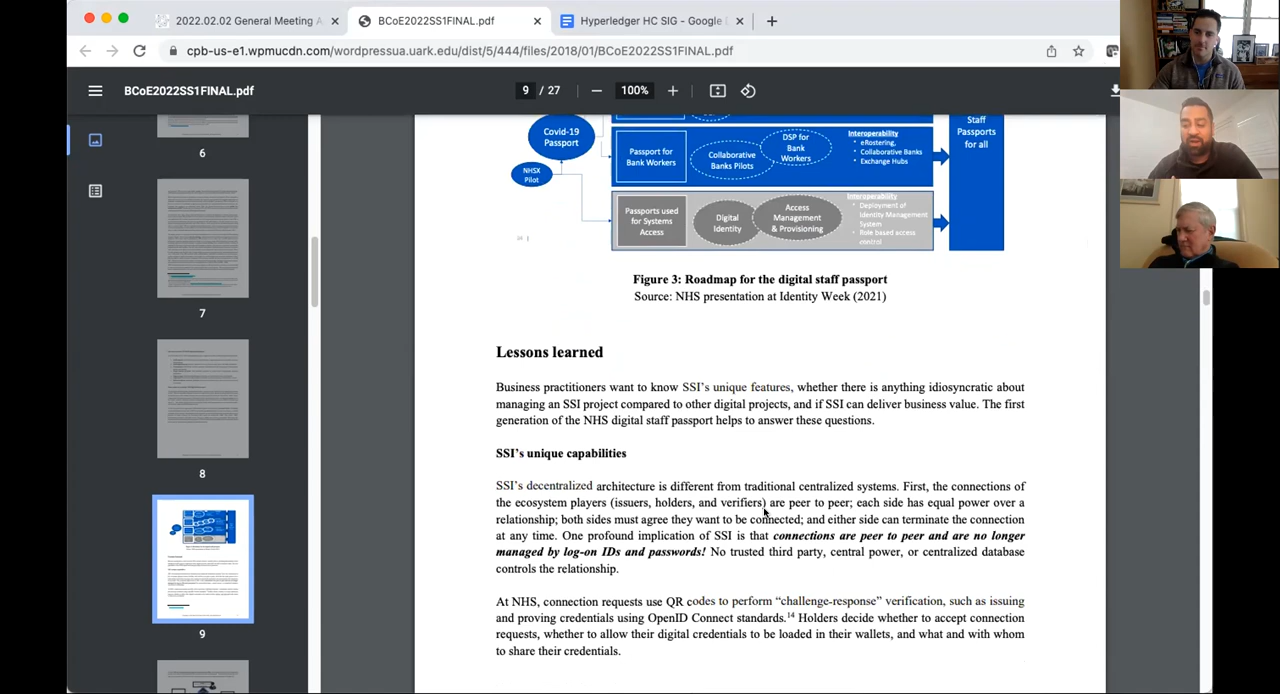 2022.02.02 General Meeting A
BCoE2022SS1FINAL.pdf
Hyperledger HC SIG - Google
cpb-us-e1.wpmucdn.com/wordpressua.uark.edu/dist/5/444/files/2018/01/BCoE2022SS1FINAL.pdf
BCoE2022SS1FINAL.pdf
9 / 27
100%
6
7
8
9
Covid-19
Passport
NHSX
Pilot
Passport for
Bank Workers
Collaborative
Banks Pilots
DSP for
Bank
Workers
Interoperability
• eRostering,
• Collaborative Banks
• Exchange Hubs
Staff
Passports
for all
Passports used
for Systems
Access
Digital
Identity
Access
Management
& Provisioning
Interoperability
• Deployment of
Identity Management
System
• Role based access
control
Figure 3: Roadmap for the digital staff passport
Source: NHS presentation at Identity Week (2021)
Lessons learned
Business practitioners want to know SSI's unique features, whether there is anything idiosyncratic about
managing an SSI project compared to other digital projects, and if SSI can deliver business value. The first
generation of the NHS digital staff passport helps to answer these questions.
SSI's unique capabilities
SSI's decentralized architecture is different from traditional centralized systems. First, the connections of
the ecosystem players (issuers, holders, and verifiers) are peer to peer; each side has equal power over a
relationship; both sides must agree they want to be connected; and either side can terminate the connection
at any time. One profound implication of SSI is that connections are peer to peer and are no longer
managed by log-on IDs and passwords! No trusted third party, central power, or centralized database
controls the relationship.
At NHS, connection requests use QR codes to perform “challenge-response” verification, such as issuing
and proving credentials using OpenID Connect standards.14 Holders decide whether to accept connection
requests, whether to allow their digital credentials to be loaded in their wallets, and what and with whom
to share their credentials.